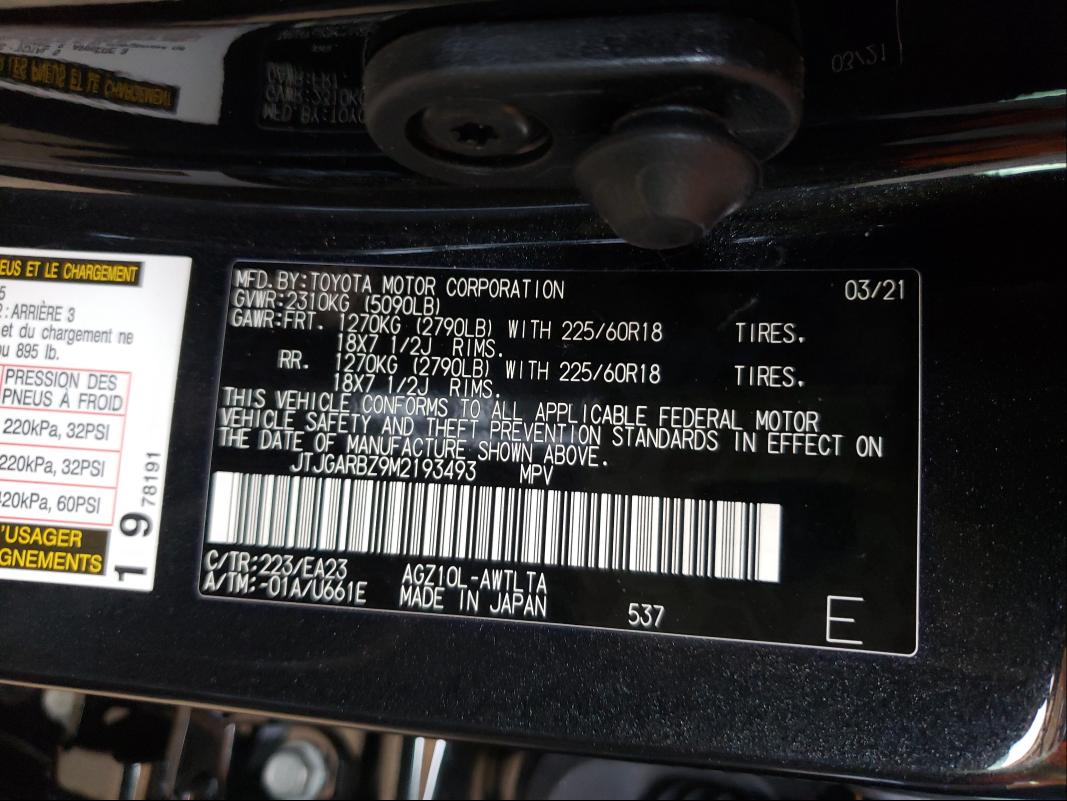 EUS ET LE CHARGEMENT
5
2 : ARRIÈRE 3
et du chargement ne
895 lb.
PRESSION DES
PNEUS À FROID
220kPa, 32PSI
220kPa, 32PSI
420kPa, 60PSI
'USAGER
GNEMENTS
1 9 78191
MFD.BY:TOYOTA MOTOR CORPORATION 03/21
GVWR:2310KG (5090LB)
GAWR:FRT. 1270KG (2790LB) WITH 225/60R18 TIRES.
18X7 1/2J RIMS.
RR. 1270KG (2790LB) WITH 225/60R18 TIRES.
18X7 1/2J RIMS.
THIS VEHICLE CONFORMS TO ALL APPLICABLE FEDERAL MOTOR
VEHICLE SAFETY AND THEFT PREVENTION STANDARDS IN EFFECT ON
THE DATE OF MANUFACTURE SHOWN ABOVE.
JTJGARBZ9M2193493 MPV
C/TR:223/EA23 AGZ10L-AWTLTA
A/TM:-01A/U661E MADE IN JAPAN 537 E